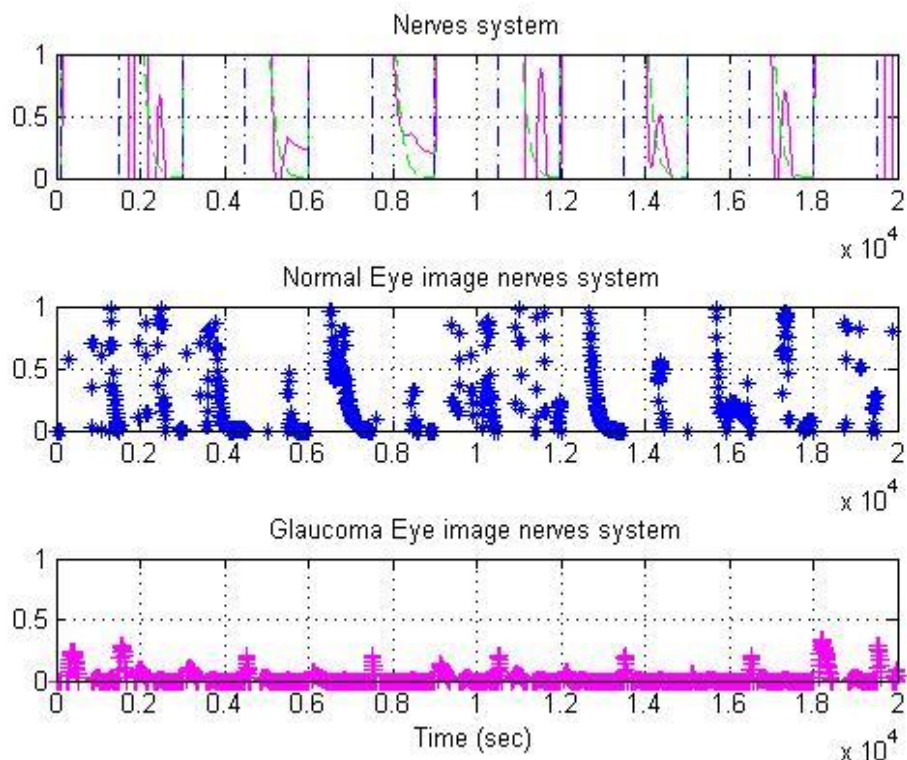 Nerves system
1
0.5
0
0 0.2 0.4 0.6 0.8 1 1.2 1.4 1.6 1.8 2
x 10^4
Normal Eye image nerves system
1
0.5
0
0 0.2 0.4 0.6 0.8 1 1.2 1.4 1.6 1.8 2
x 10^4
Glaucoma Eye image nerves system
1
0.5
0
0 0.2 0.4 0.6 0.8 1 1.2 1.4 1.6 1.8 2
Time (sec)
x 10^4